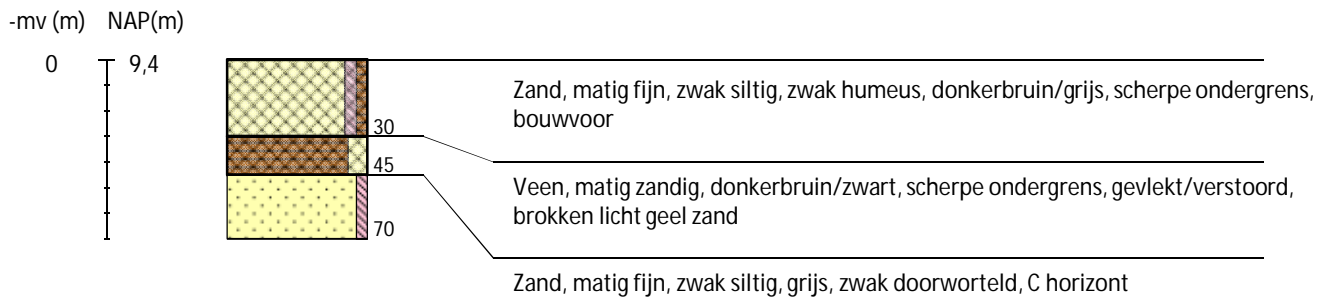 -mv (m) NAP(m)
0 9,4
Zand, matig fijn, zwak siltig, zwak humeus, donkerbruin/grijs, scherpe ondergrens,
bouwvoor
30
45
Veen, matig zandig, donkerbruin/zwart, scherpe ondergrens, gevlekt/verstoord,
brokken licht geel zand
70
Zand, matig fijn, zwak siltig, grijs, zwak doorworteld, C horizont